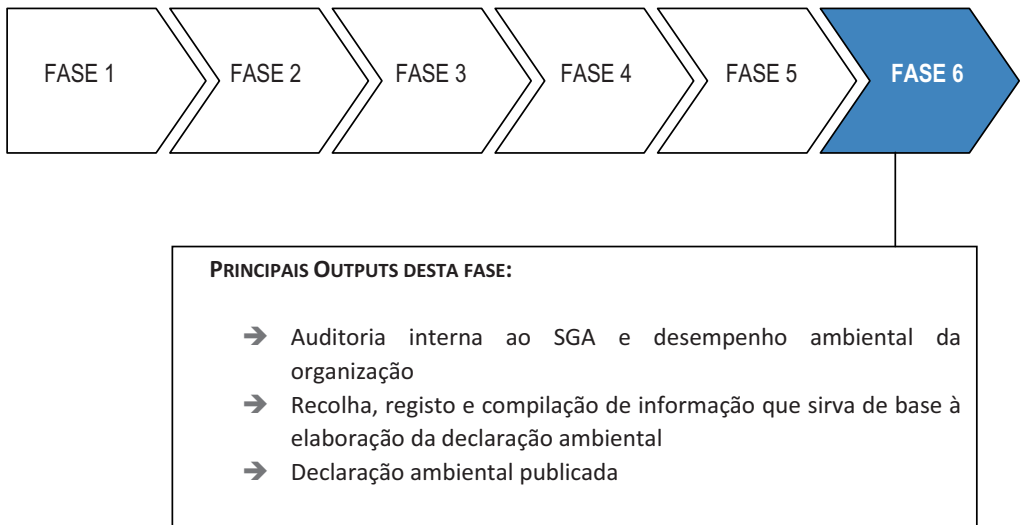 FASE 1
FASE 2
FASE 3
FASE 4
FASE 5
FASE 6
PRINCIPAIS OUTPUTS DESTA FASE:
➔ Auditoria interna ao SGA e desempenho ambiental da
organização
➔ Recolha, registo e compilação de informação que sirva de base à
elaboração da declaração ambiental
➔ Declaração ambiental publicada